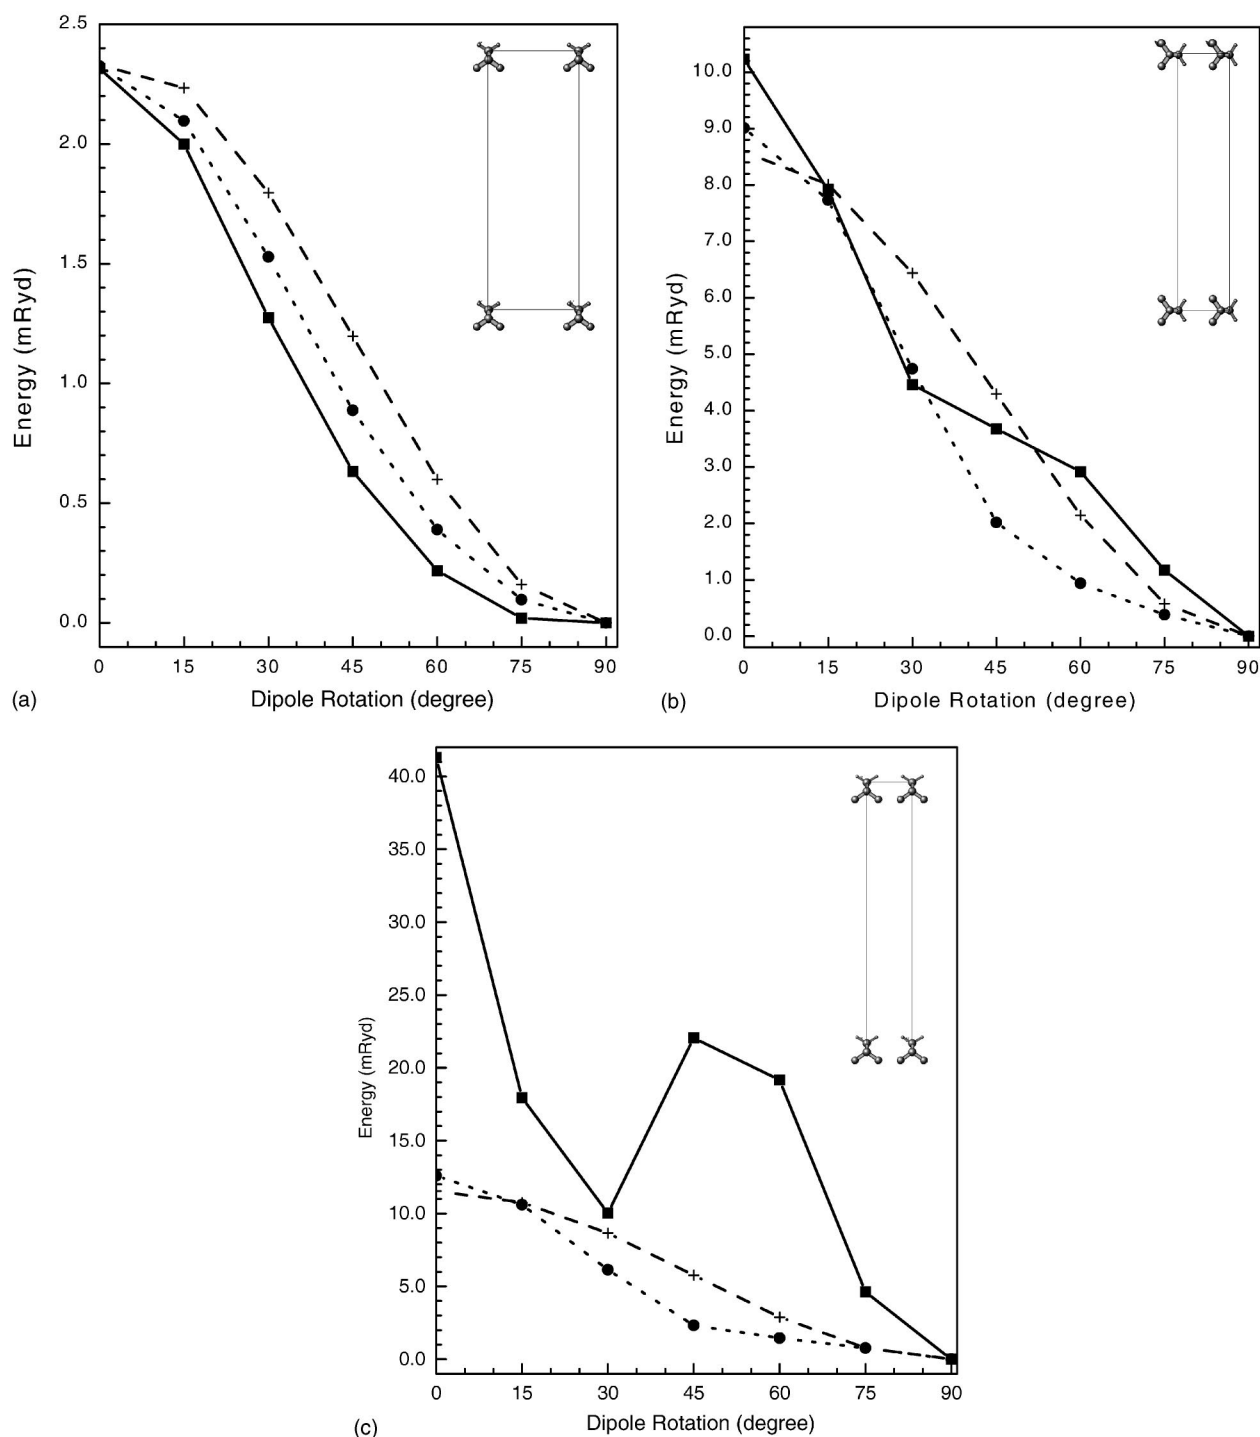 2.5
2.0
1.5
1.0
0.5
0.0
Energy (mRyd)
0 15 30 45 60 75 90
Dipole Rotation (degree)
(a)
10.0
9.0
8.0
7.0
6.0
5.0
4.0
3.0
2.0
1.0
0.0
Energy (mRyd)
0 15 30 45 60 75 90
Dipole Rotation (degree)
(b)
40.0
35.0
30.0
25.0
20.0
15.0
10.0
5.0
0.0
Energy (mRyd)
0 15 30 45 60 75 90
Dipole Rotation (degree)
(c)